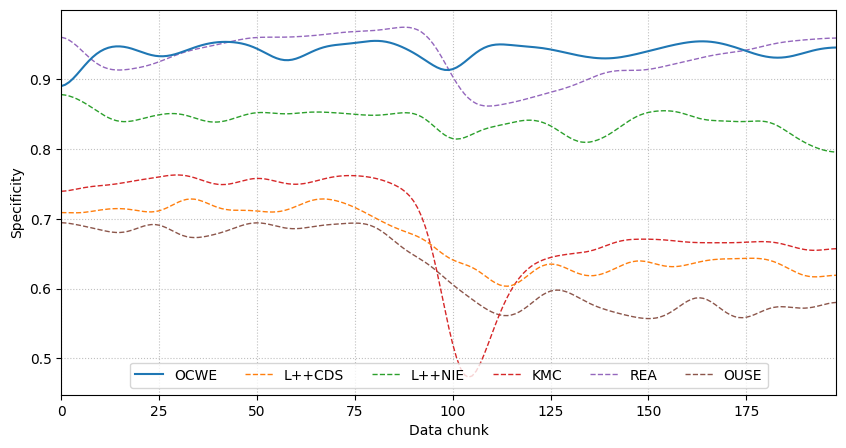 Specificity
0.9
0.8
0.7
0.6
0.5
OCWE L++CDS L++NIE KMC REA OUSE
0 25 50 75 100 125 150 175
Data chunk